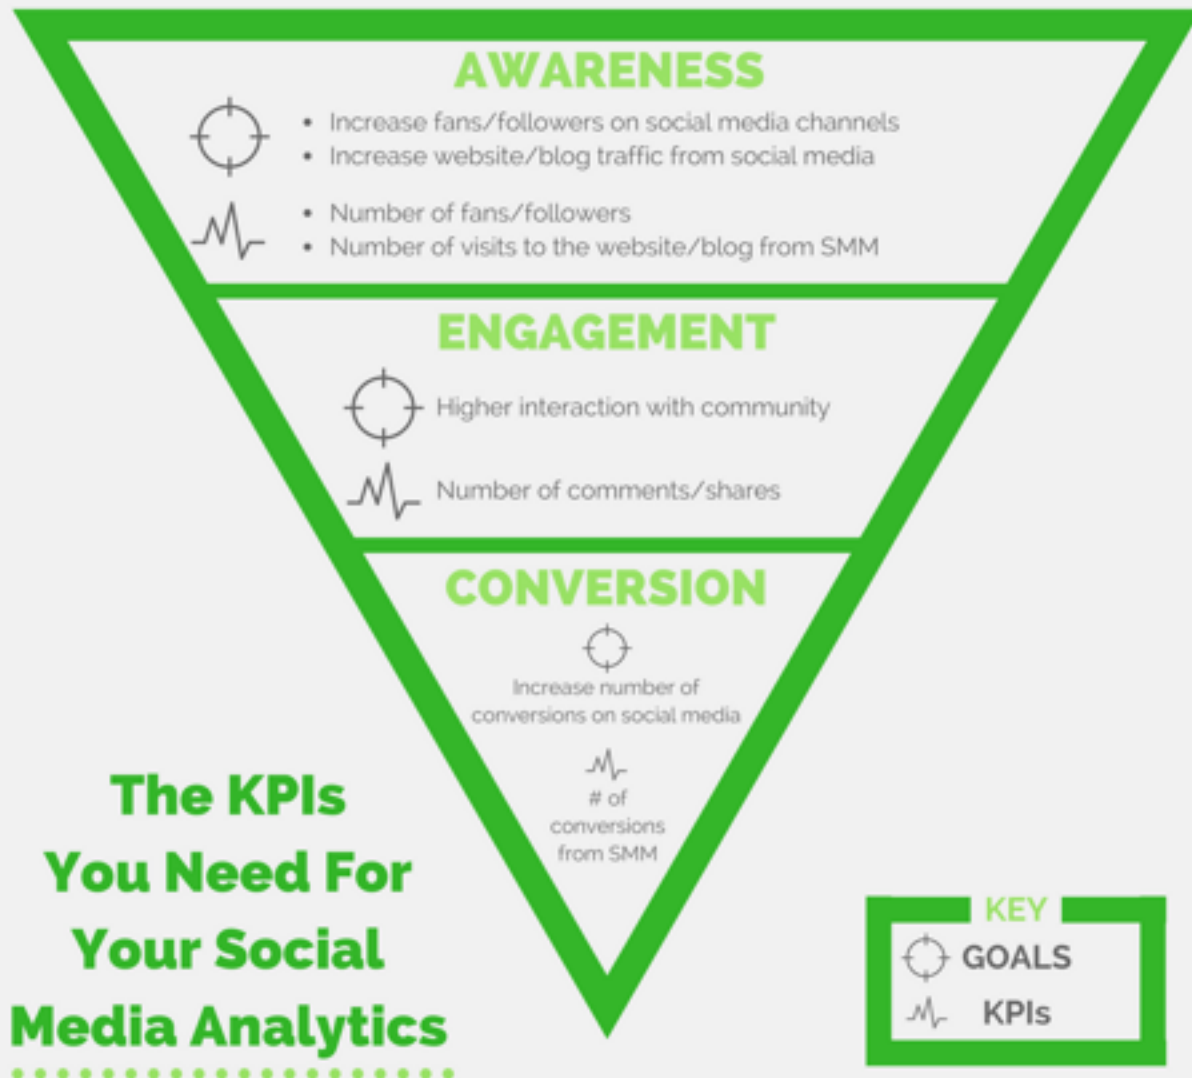 AWARENESS
• Increase fans/followers on social media channels
• Increase website/blog traffic from social media
• Number of fans/followers
• Number of visits to the website/blog from SMM
ENGAGEMENT
Higher interaction with community
Number of comments/shares
CONVERSION
Increase number of
conversions on social media
# of
conversions
from SMM
The KPIs
You Need For
Your Social
Media Analytics
KEY
GOALS
KPIs